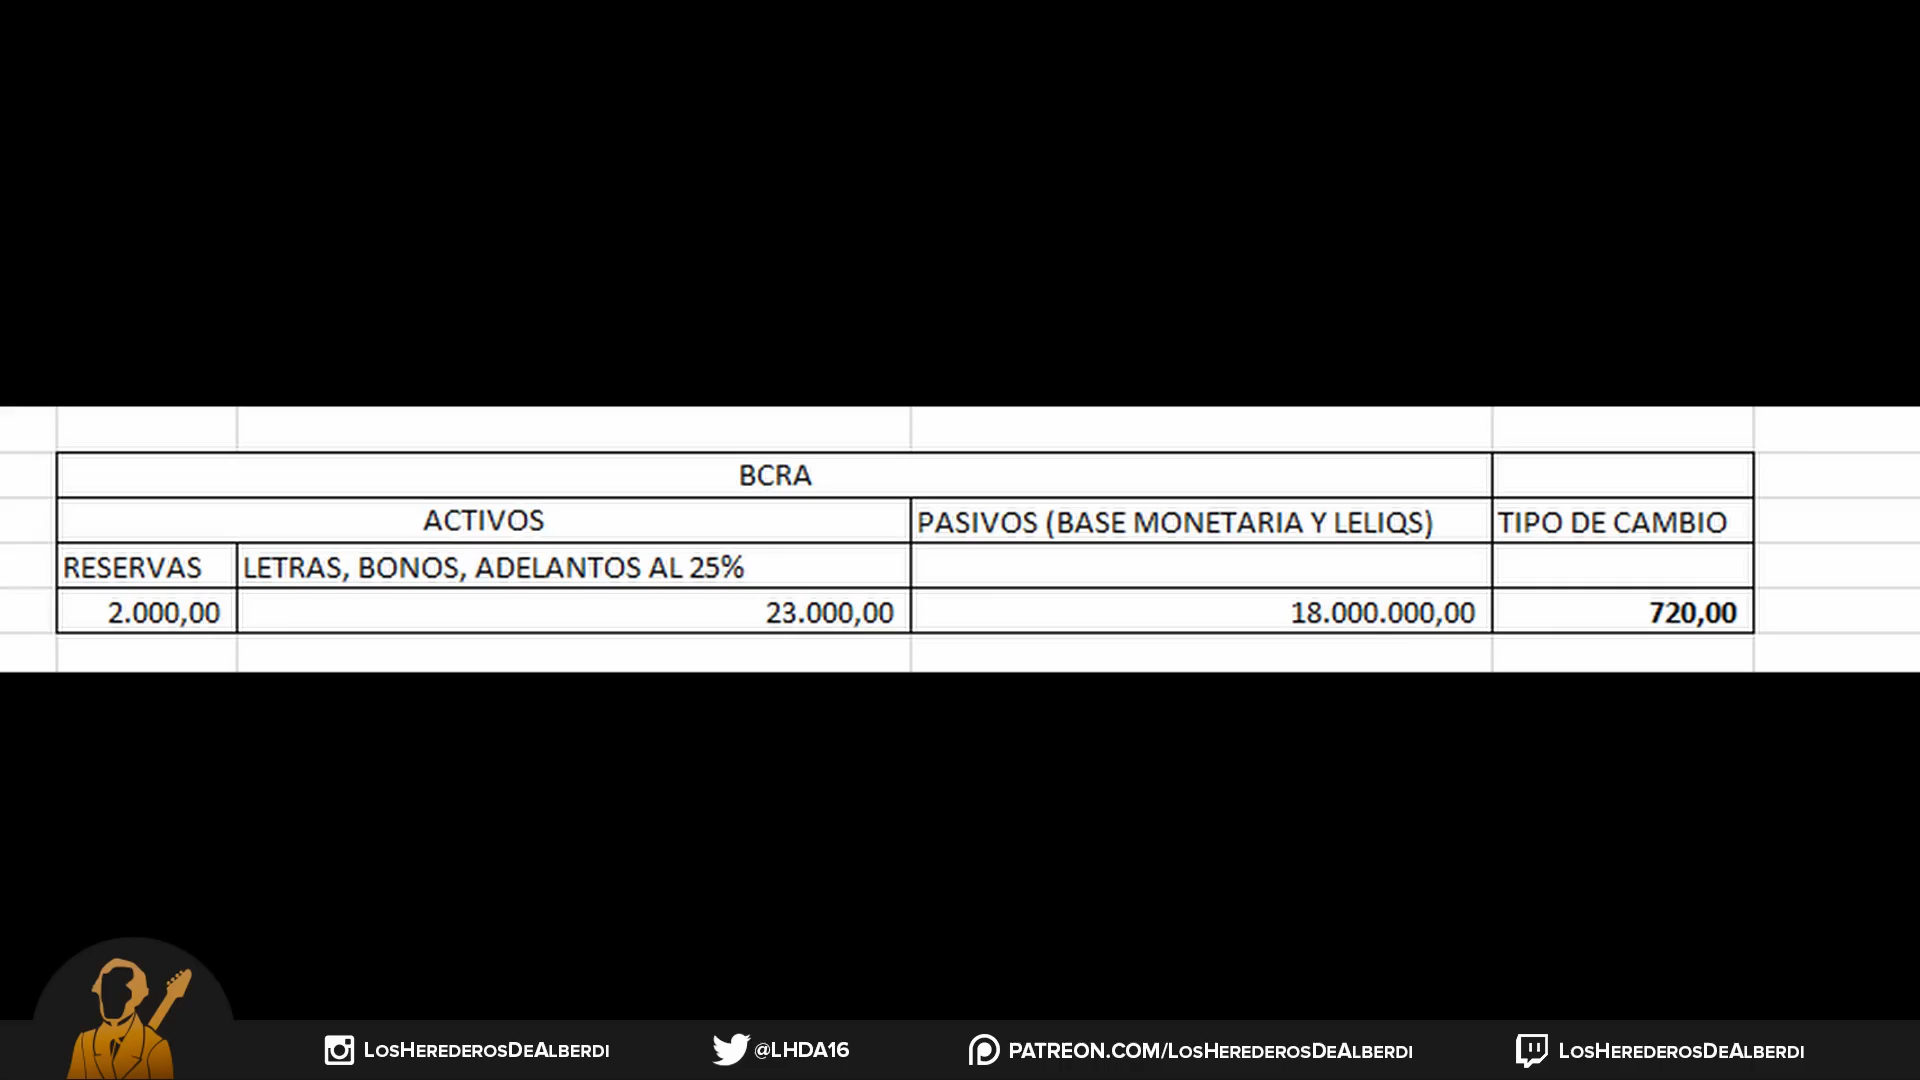 BCRA
ACTIVOS PASIVOS (BASE MONETARIA Y LELIQS) TIPO DE CAMBIO
RESERVAS LETRAS, BONOS, ADELANTOS AL 25%
2.000,00 23.000,00 18.000.000,00 720,00
LosHerederosDeAlberdi @LHDA16 PATREON.COM/LosHerederosDeAlberdi LosHerederosDeAlberdi